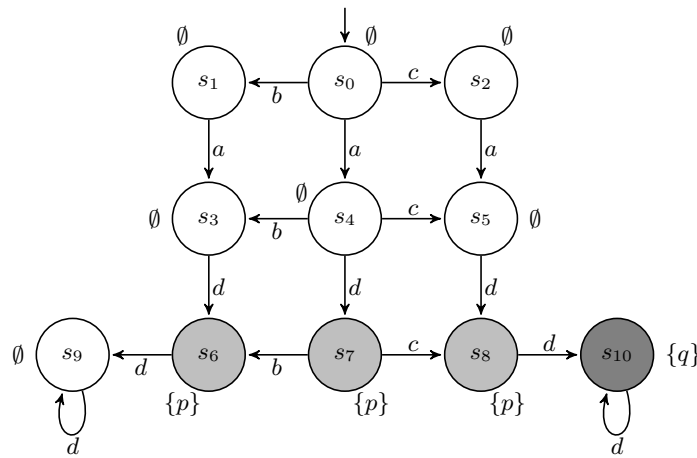 ∅ ∅ ∅
s₁ s₀ s₂
b c
a a a
∅
∅ s₃ s₄ s₅ ∅
b c
d d d
∅ s₉ s₆ s₇ s₈ s₁₀ {q}
d b c d
{p} {p} {p}
d d